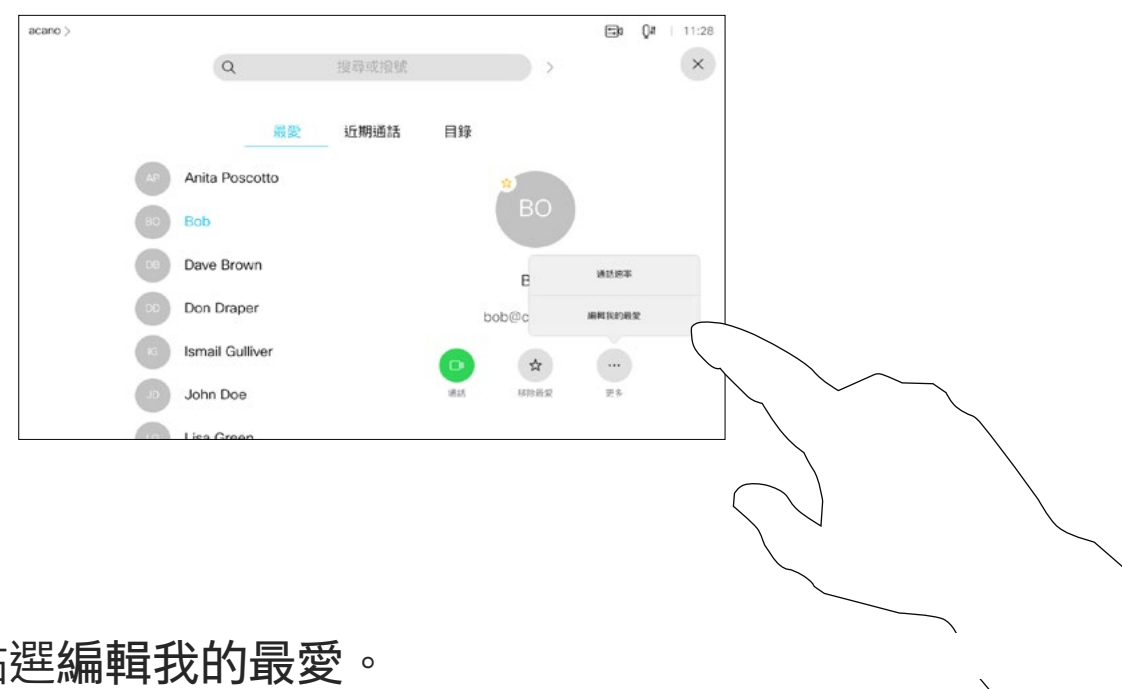 acano >
11:28
搜尋或撥號
最愛 近期通話 目錄
AP Anita Poscotto
BO
BO Bob
DB Dave Brown
通話速率
DD Don Draper
bob@c
編輯我的最愛
IG Ismail Gulliver
JD John Doe
通話 移除最愛 更多
Lisa Green
選編輯我的最愛。